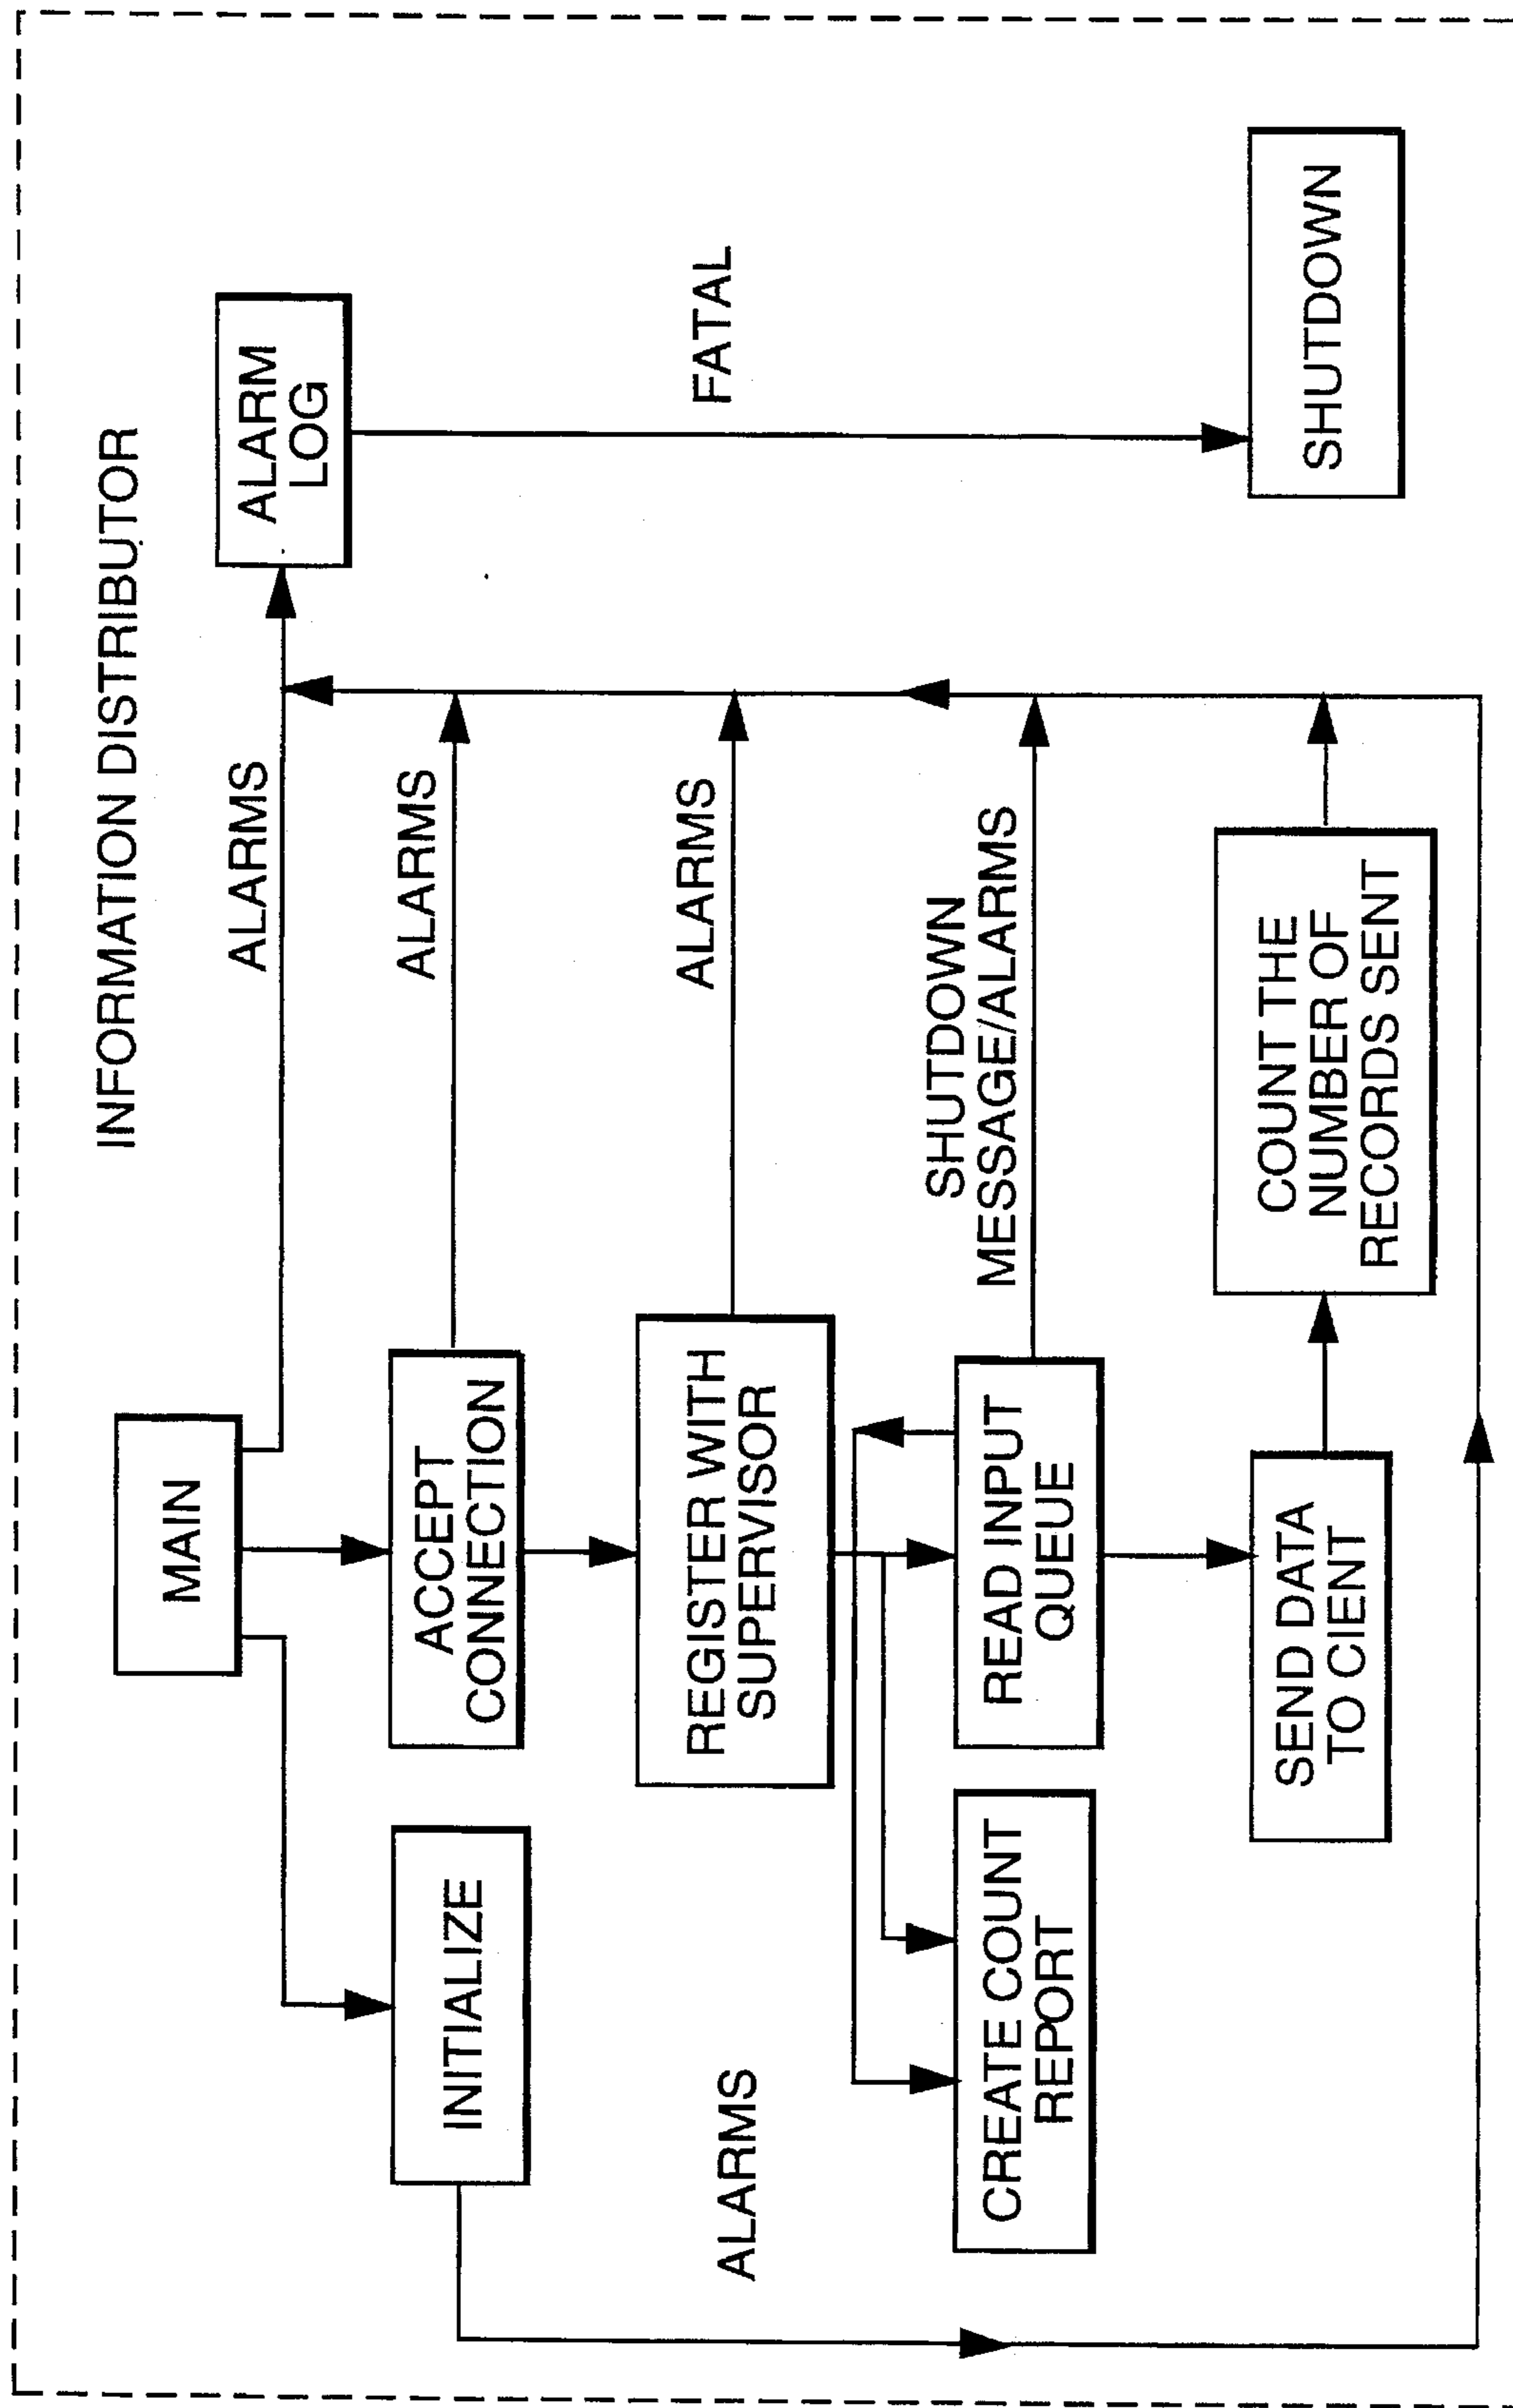 INFORMATION DISTRIBUTOR
MAIN
ALARMS
ALARM
LOG
INITIALIZE
ACCEPT
CONNECTION
ALARMS
ALARMS
REGISTER WITH
SUPERVISOR
ALARMS
FATAL
CREATE COUNT
REPORT
READ INPUT
QUEUE
SHUTDOWN
MESSAGE/ALARMS
SEND DATA
TO CIENT
COUNT THE
NUMBER OF
RECORDS SENT
SHUTDOWN